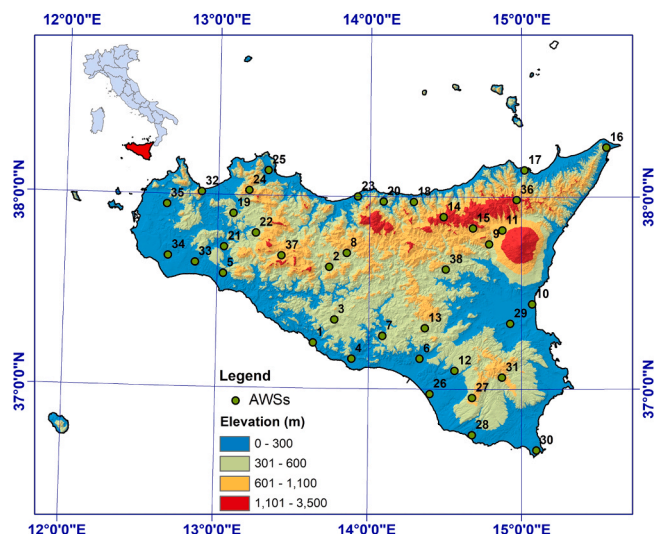 12°0'0"E
13°0'0"E
14°0'0"E
15°0'0"E
38°0'0"N
38°0'0"N
37°0'0"N
37°0'0"N
16
25
17
32
24
35
23
20
18
36
19
14
22
15
11
21
8
9
34
33
37
2
38
5
10
3
29
13
1
7
4
6
12
31
26
27
28
30
Legend
AWSs
Elevation (m)
0 - 300
301 - 600
601 - 1,100
1,101 - 3,500
12°0'0"E
13°0'0"E
14°0'0"E
15°0'0"E